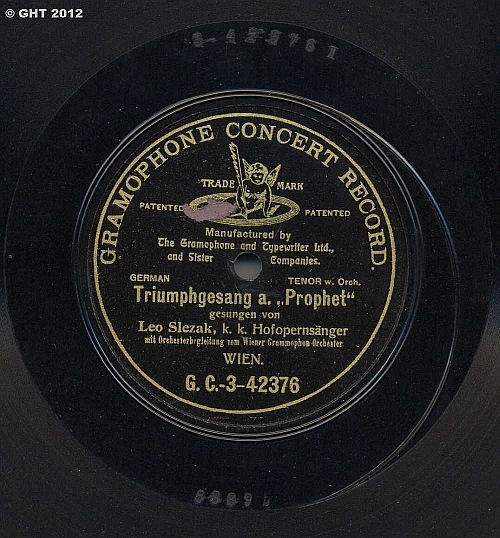 © GHT 2012
GRAMOPHONE CONCERT RECORD.
TRADE MARK
PATENTED PATENTED
Manufactured by
The Gramophone and Typewriter Ltd.,
and Sister Companies.
GERMAN TENOR w. Orch.
Triumphgesang a. „Prophet“
gesungen von
Leo Slezak, k. k. Hofopernsänger
mit Orchesterbegleitung vom Wiener Grammophon-Orchester
WIEN.
G. C.-3-42376